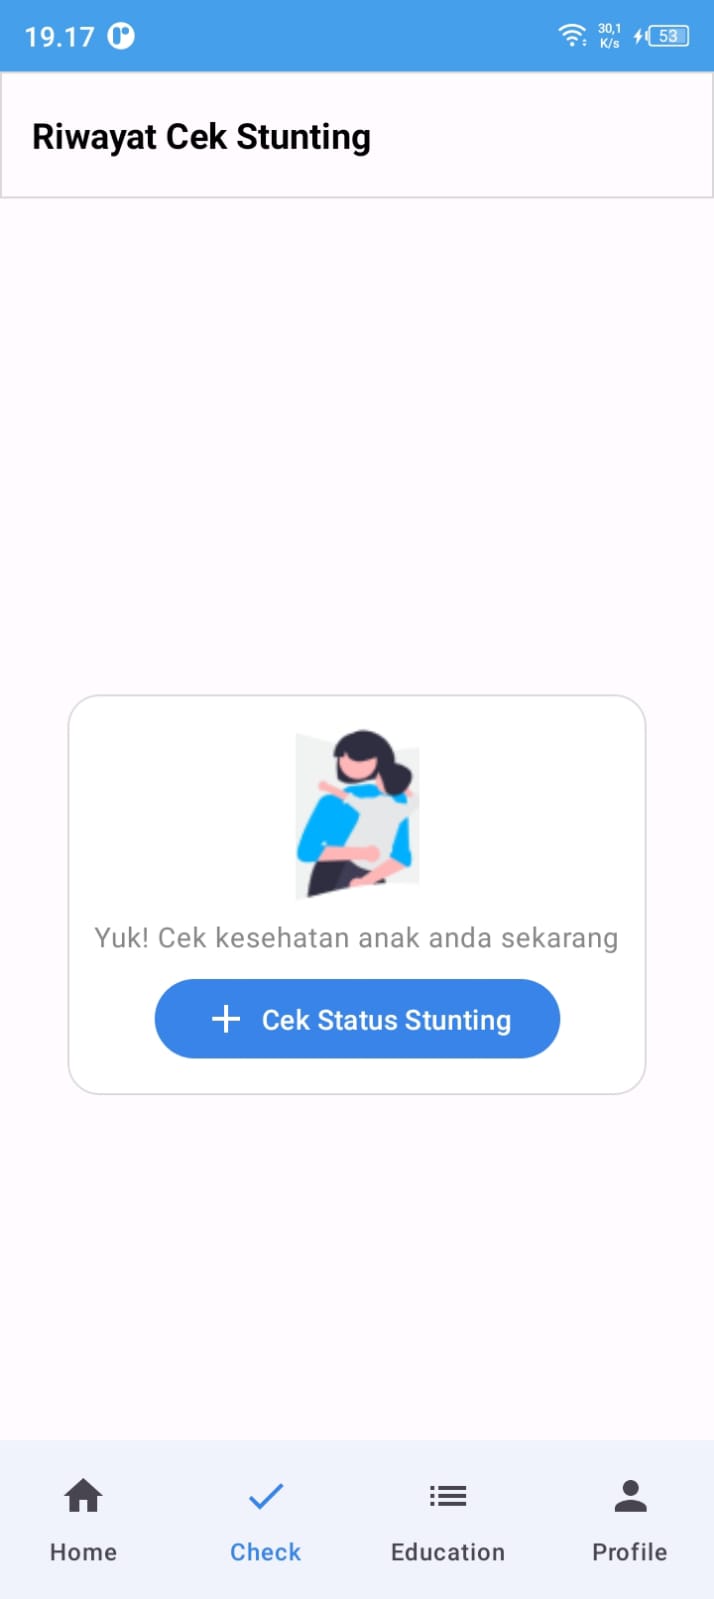 19.17
30,1
K/s
53
Riwayat Cek Stunting
Yuk! Cek kesehatan anak anda sekarang
Cek Status Stunting
Home
Check
Education
Profile